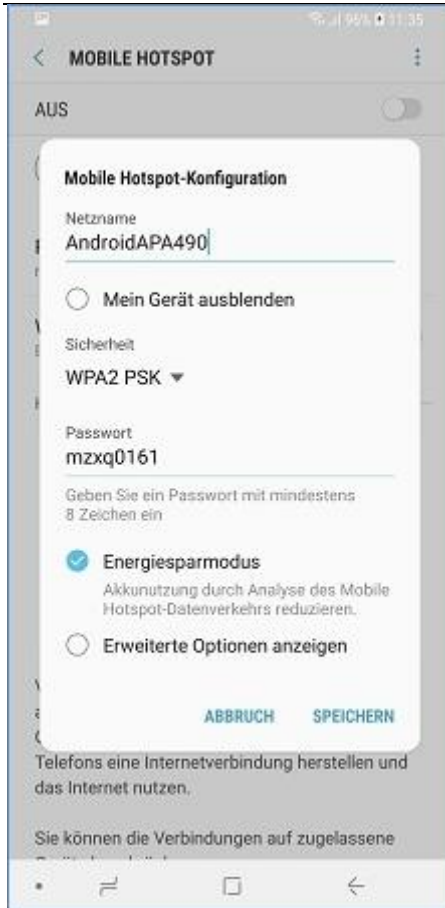 96% 11:35
MOBILE HOTSPOT
AUS
Mobile Hotspot-Konfiguration
Netzname
AndroidAPA490
Mein Gerät ausblenden
Sicherheit
WPA2 PSK
Passwort
mzxq0161
Geben Sie ein Passwort mit mindestens
8 Zeichen ein
Energiesparmodus
Akkunutzung durch Analyse des Mobile
Hotspot-Datenverkehrs reduzieren.
Erweiterte Optionen anzeigen
ABBRUCH SPEICHERN
Telefons eine Internetverbindung herstellen und
das Internet nutzen.
Sie können die Verbindungen auf zugelassene